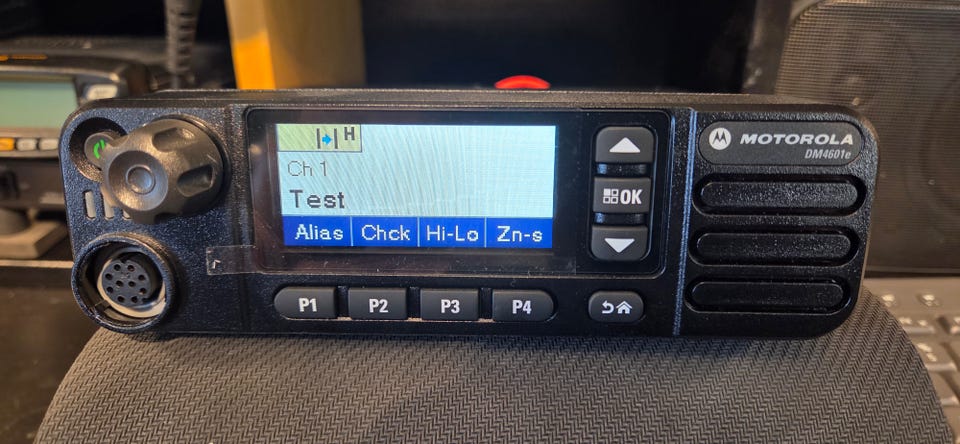 H
Ch 1
Test
Alias Chck Hi-Lo Zn-s
OK
P1 P2 P3 P4
MOTOROLA
DM4601e